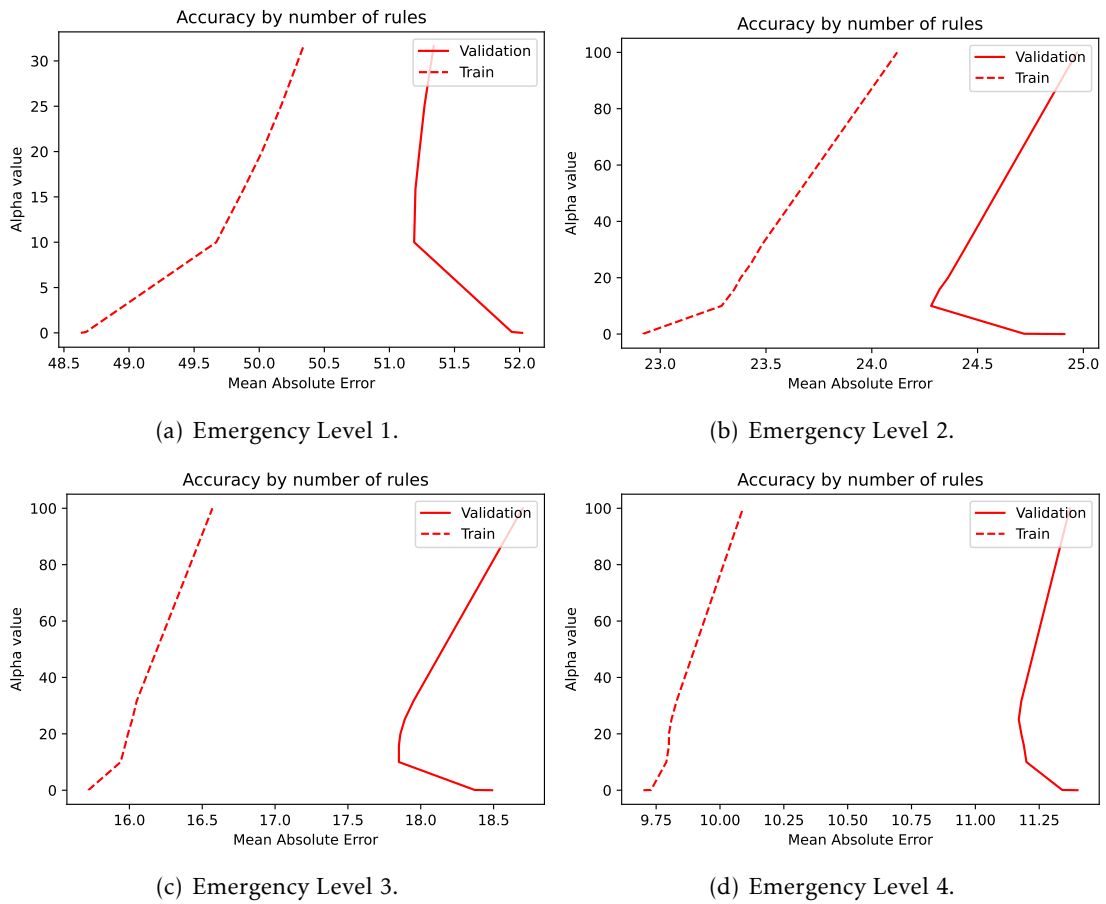 Accuracy by number of rules
30
25
20
15
10
5
0
Alpha value
Validation
Train
48.5 49.0 49.5 50.0 50.5 51.0 51.5 52.0
Mean Absolute Error
(a) Emergency Level 1.
Accuracy by number of rules
100
80
60
40
20
0
Alpha value
Validation
Train
23.0 23.5 24.0 24.5 25.0
Mean Absolute Error
(b) Emergency Level 2.
Accuracy by number of rules
100
80
60
40
20
0
Alpha value
Validation
Train
16.0 16.5 17.0 17.5 18.0 18.5
Mean Absolute Error
(c) Emergency Level 3.
Accuracy by number of rules
100
80
60
40
20
0
Alpha value
Validation
Train
9.75 10.00 10.25 10.50 10.75 11.00 11.25
Mean Absolute Error
(d) Emergency Level 4.